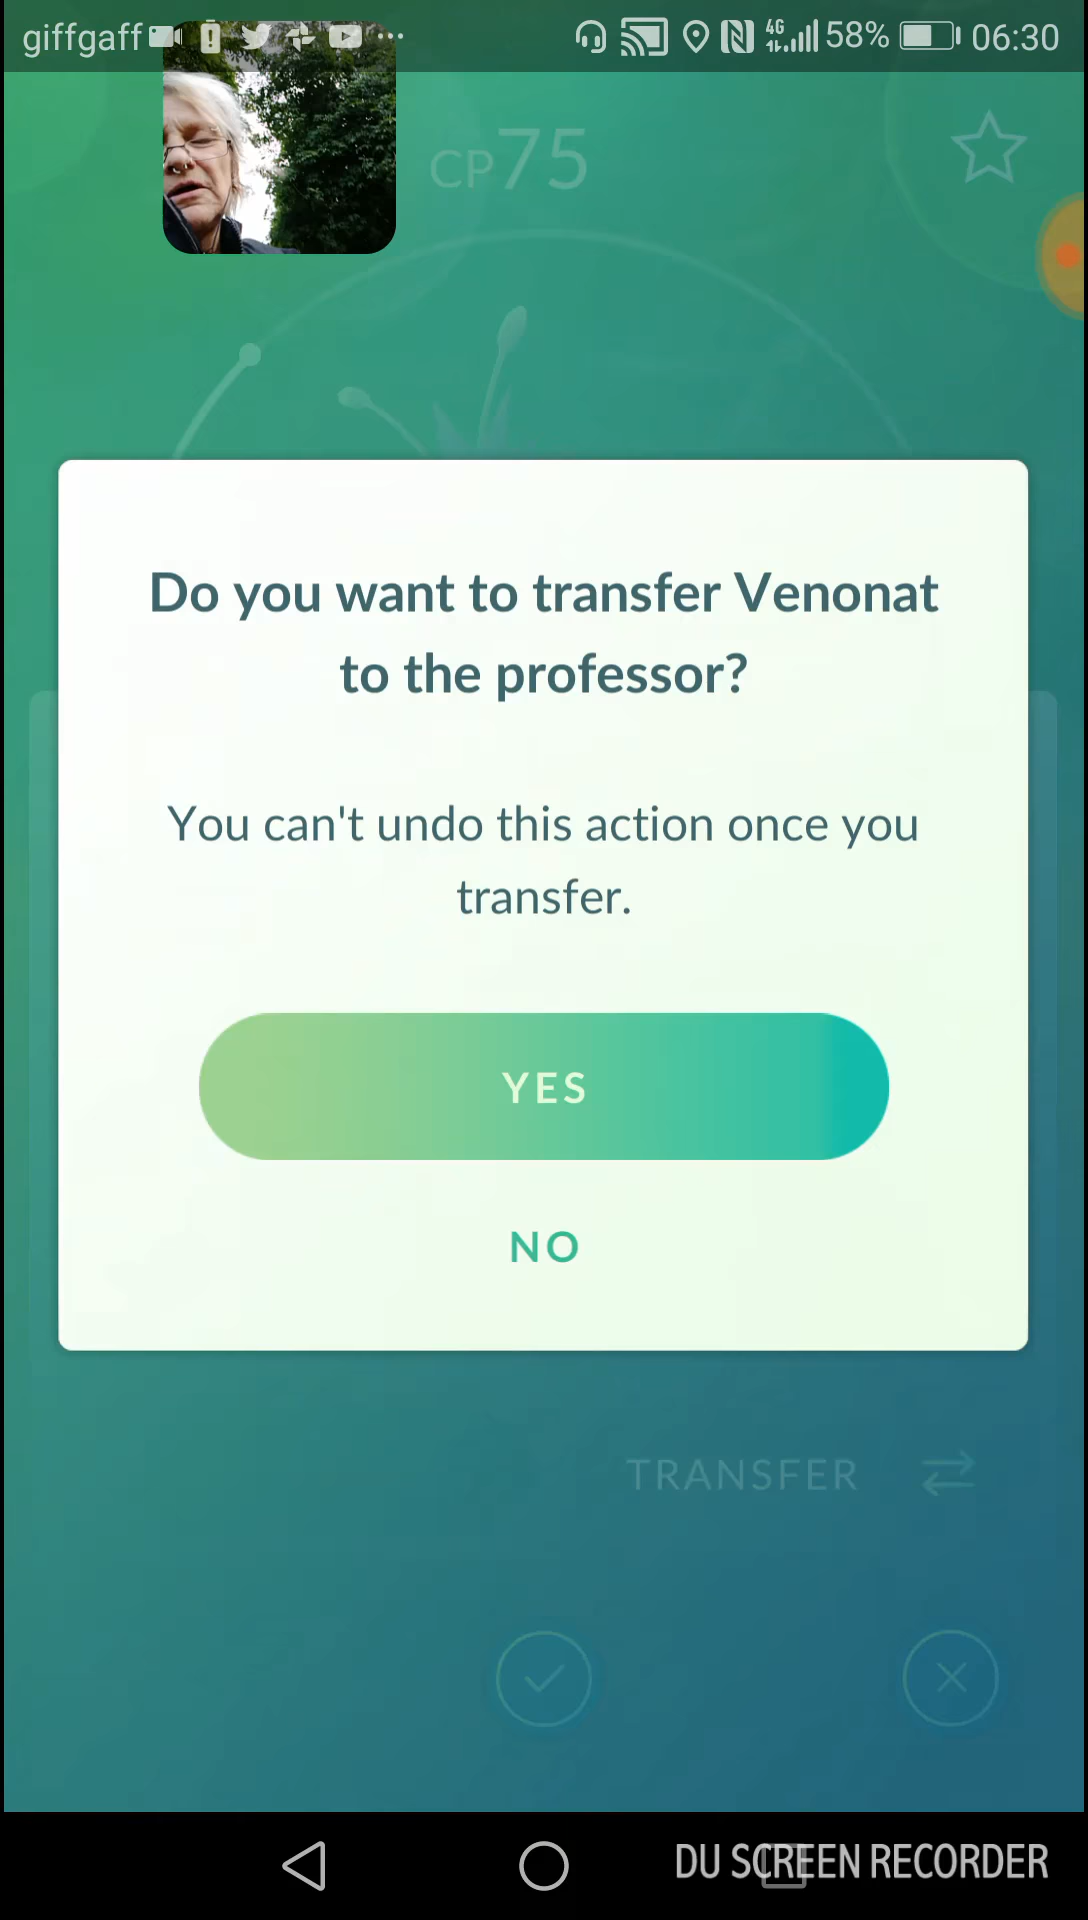 giffgaff
4G
58%
06:30
CP75
Do you want to transfer Venonat
to the professor?
You can't undo this action once you
transfer.
YES
NO
TRANSFER
DU SCREEN RECORDER